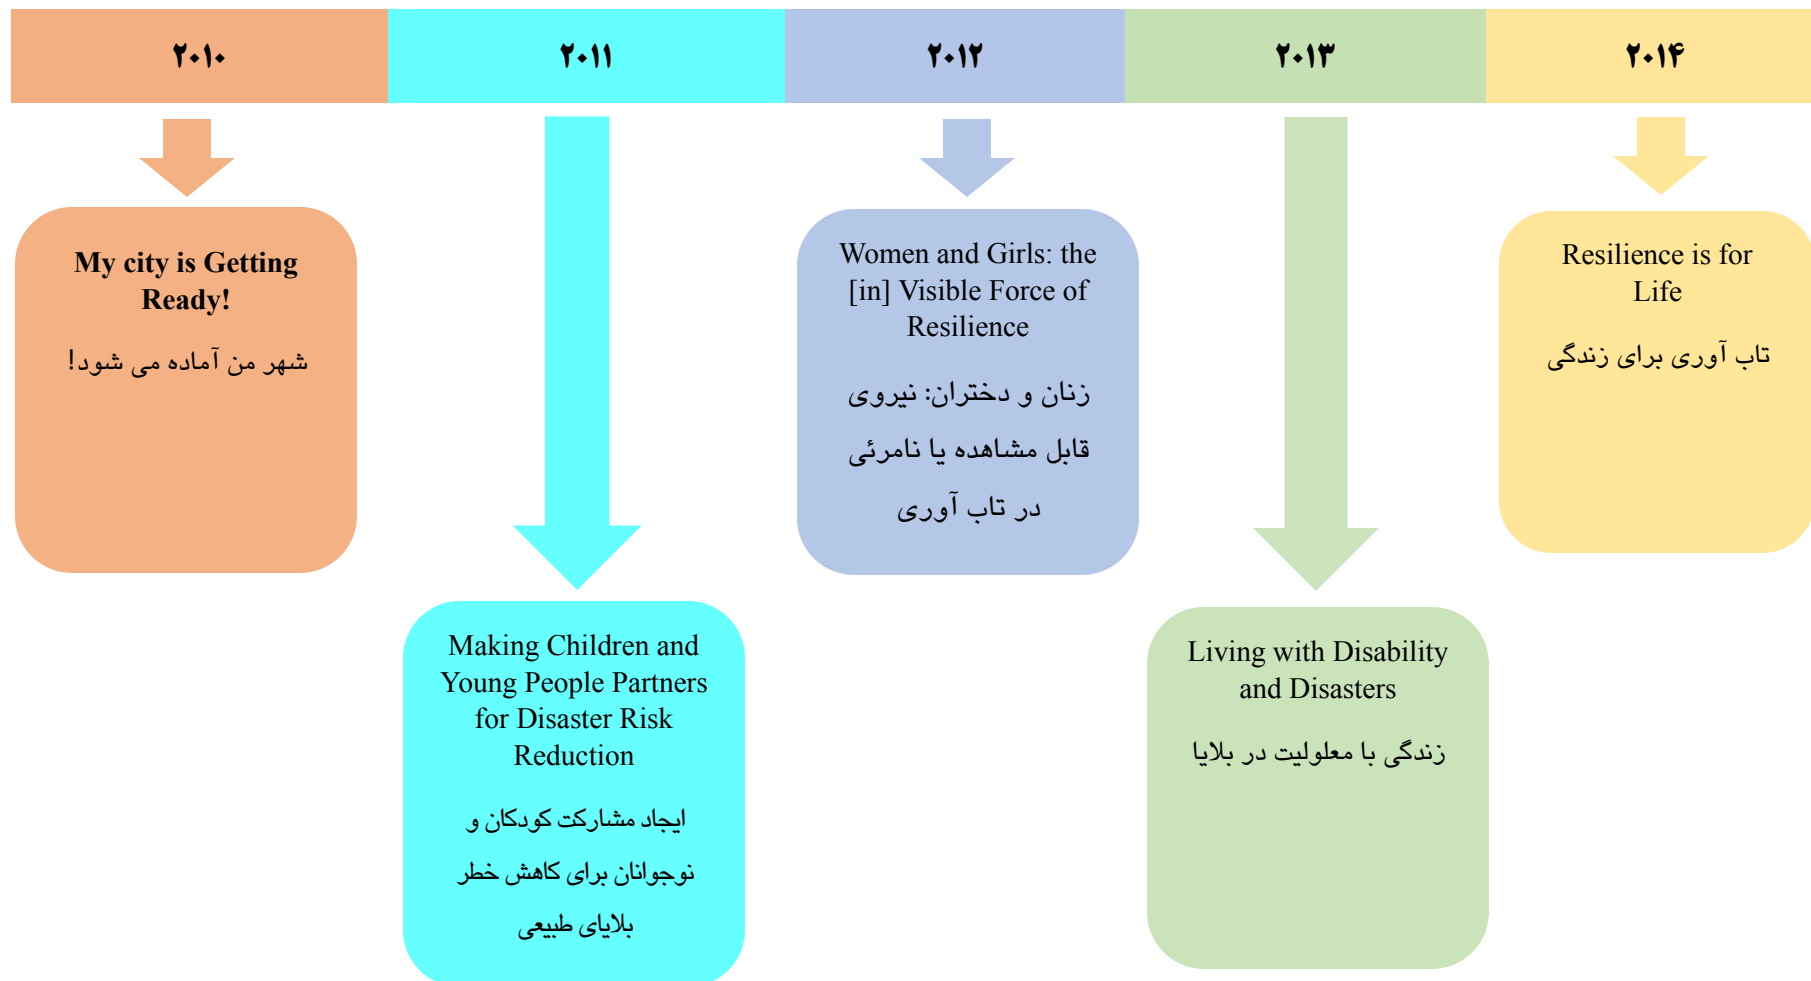 ۲۰۱۰
۲۰۱۱
۲۰۱۲
۲۰۱۳
۲۰۱۴
My city is Getting
Ready!
شهر من آماده می شود!
Making Children and
Young People Partners
for Disaster Risk
Reduction
ایجاد مشارکت کودکان و
نوجوانان برای کاهش خطر
بلایای طبیعی
Women and Girls: the
[in] Visible Force of
Resilience
زنان و دختران: نیروی
قابل مشاهده یا نامرئی
در تاب آوری
Living with Disability
and Disasters
زندگی با معلولیت در بلایا
Resilience is for
Life
تاب آوری برای زندگی